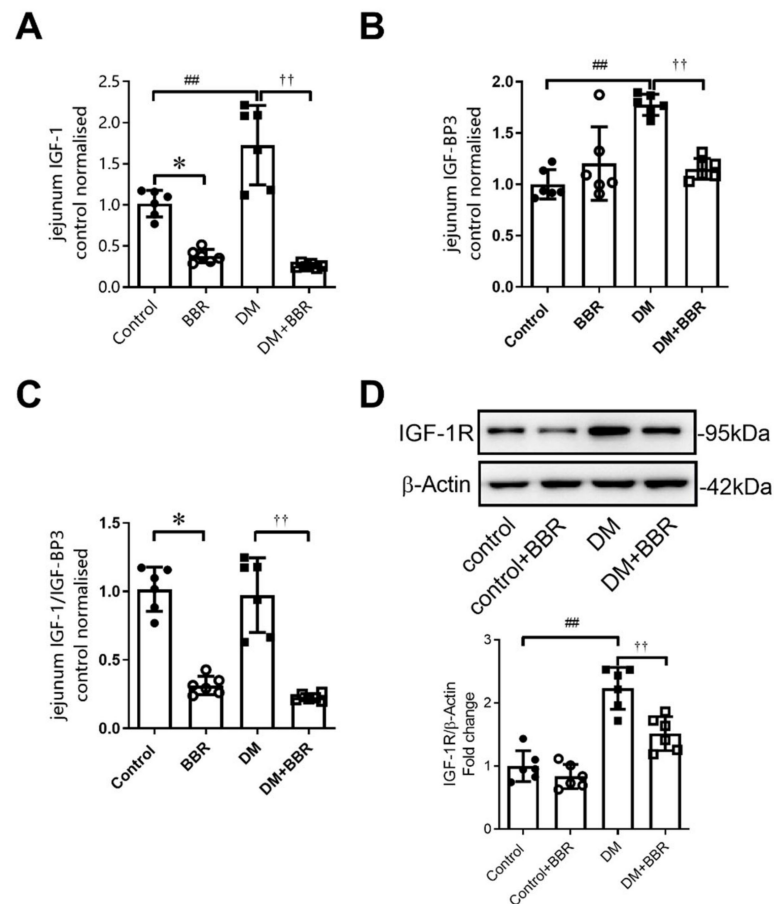 A
jejunum IGF-1
control normalised
2.5
2.0
1.5
1.0
0.5
0.0
*
##
††
Control
BBR
DM
DM+BBR
B
jejunum IGF-BP3
control normalised
2.0
1.5
1.0
0.5
0.0
##
††
Control
BBR
DM
DM+BBR
C
jejunum IGF-1/IGF-BP3
control normalised
1.5
1.0
0.5
0.0
*
††
Control
BBR
DM
DM+BBR
D
IGF-1R
-95kDa
β-Actin
-42kDa
control
control+BBR
DM
DM+BBR
IGF-1R/β-Actin
Fold change
3
2
1
0
##
††
Control
Control+BBR
DM
DM+BBR